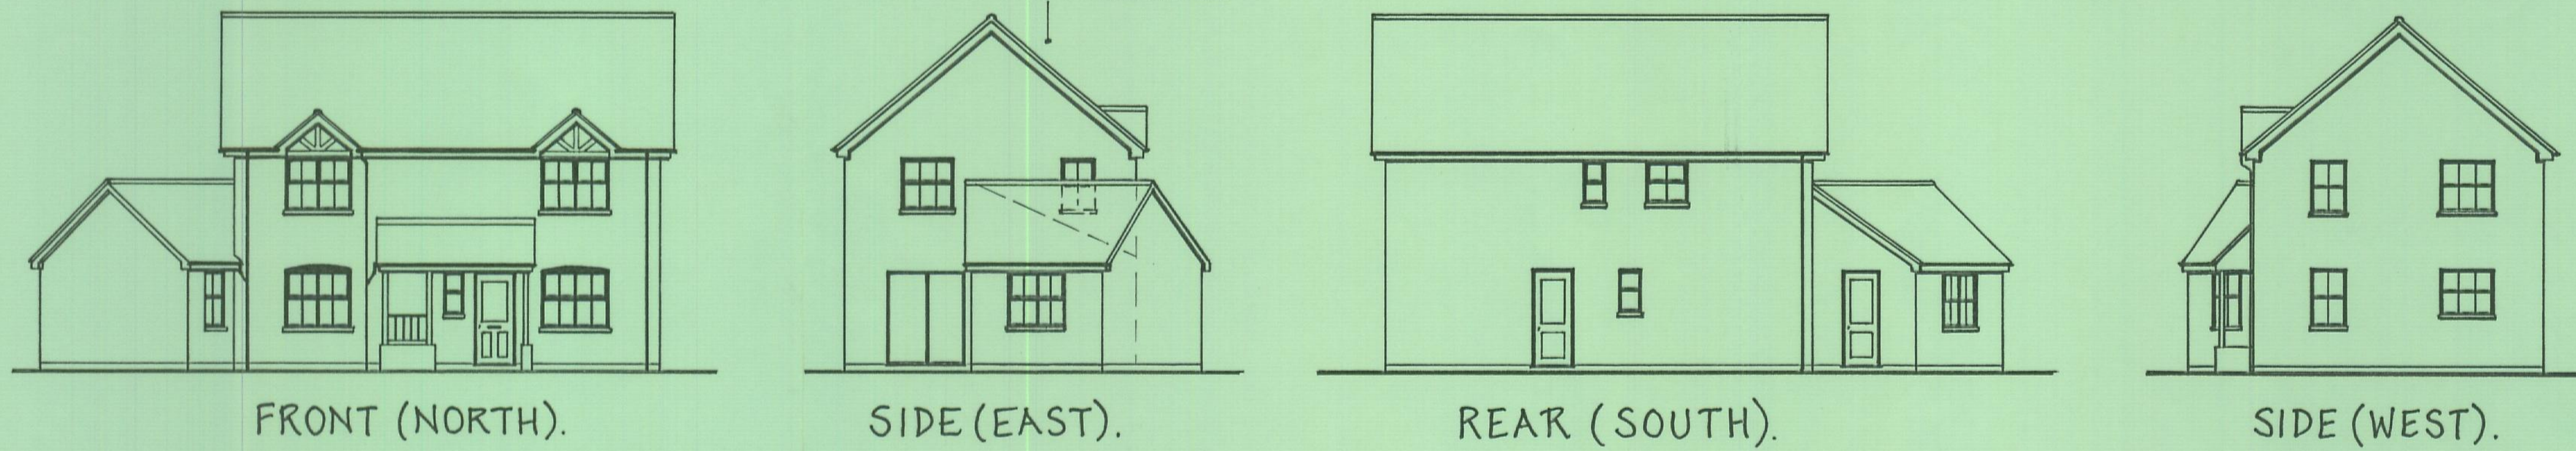 FRONT (NORTH).
SIDE (EAST).
REAR (SOUTH).
SIDE (WEST).